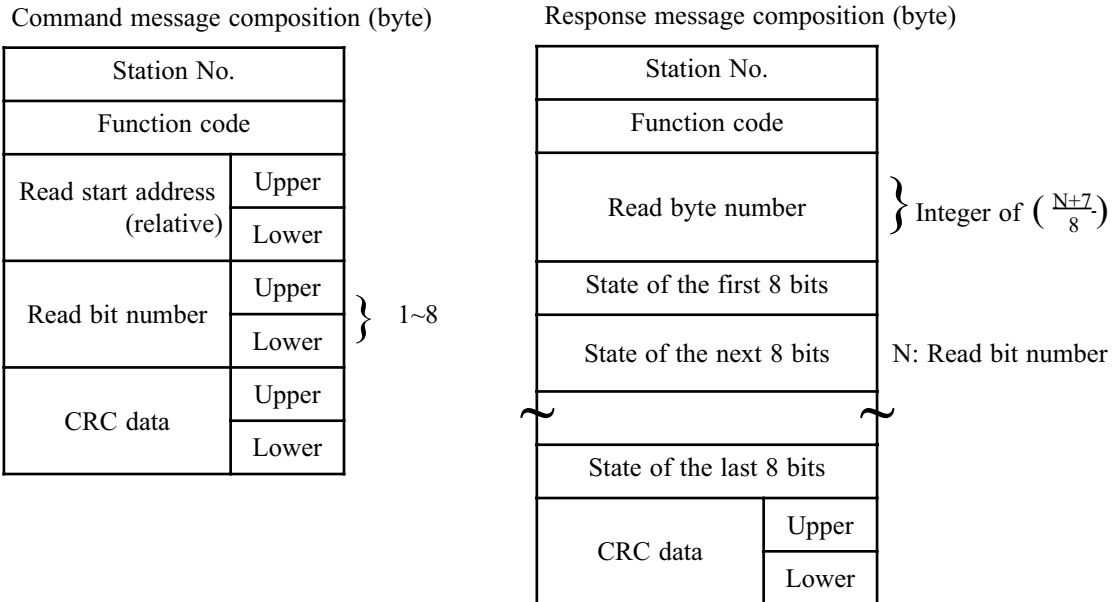 Command message composition (byte)
Station No.
Function code
Read start address
(relative)
Upper
Lower
Read bit number
Upper
Lower
} 1~8
CRC data
Upper
Lower
Response message composition (byte)
Station No.
Function code
Read byte number
} Integer of ( N+7
8 )
State of the first 8 bits
State of the next 8 bits
N: Read bit number
~ ~
State of the last 8 bits
CRC data
Upper
Lower